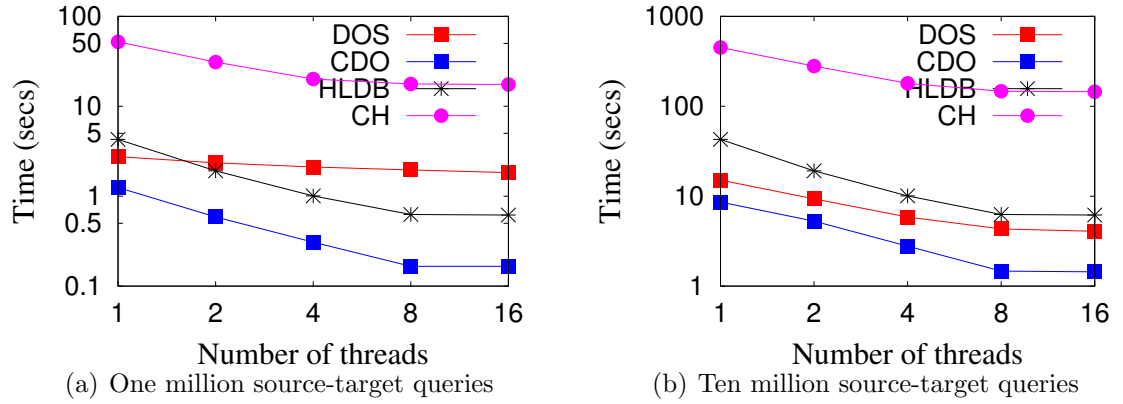 100
50
10
5
1
0.5
0.1
Time (secs)
DOS
CDO
HLDB
CH
1 2 4 8 16
Number of threads
(a) One million source-target queries
1000
100
10
1
Time (secs)
DOS
CDO
HLDB
CH
1 2 4 8 16
Number of threads
(b) Ten million source-target queries